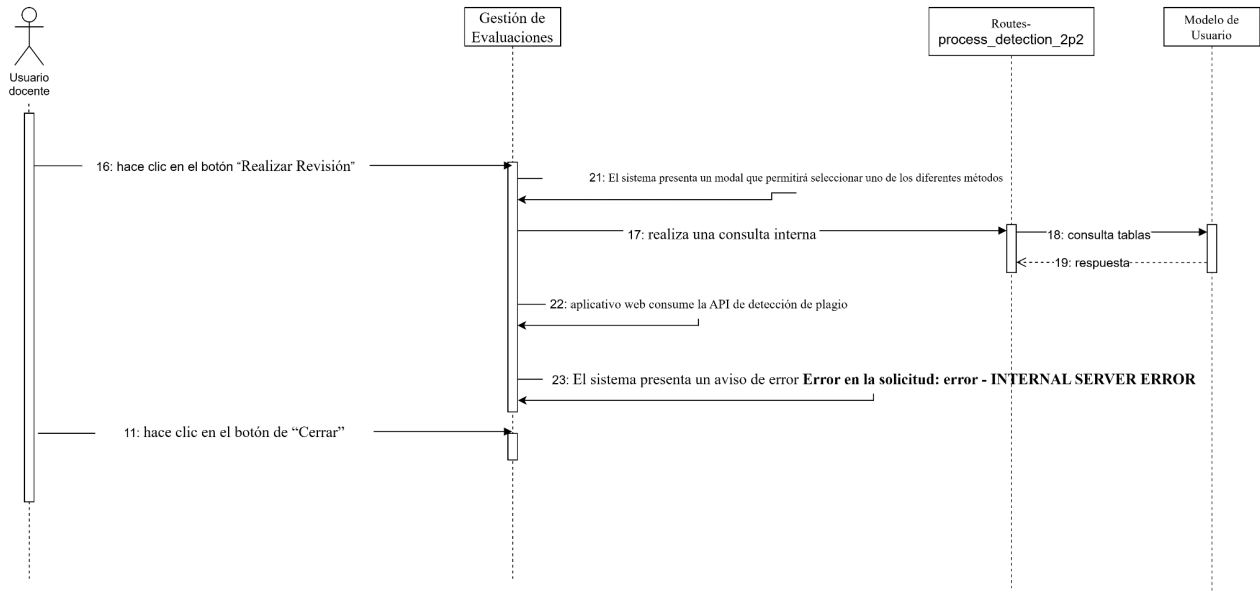 Gestión de
Evaluaciones
Routes-
process_detection_2p2
Modelo de
Usuario
Usuario
docente
16: hace clic en el botón “Realizar Revisión”
21: El sistema presenta un modal que permitirá seleccionar uno de los diferentes métodos
17: realiza una consulta interna
18: consulta tablas
19: respuesta
22: aplicativo web consume la API de detección de plagio
23: El sistema presenta un aviso de error Error en la solicitud: error - INTERNAL SERVER ERROR
11: hace clic en el botón de “Cerrar”